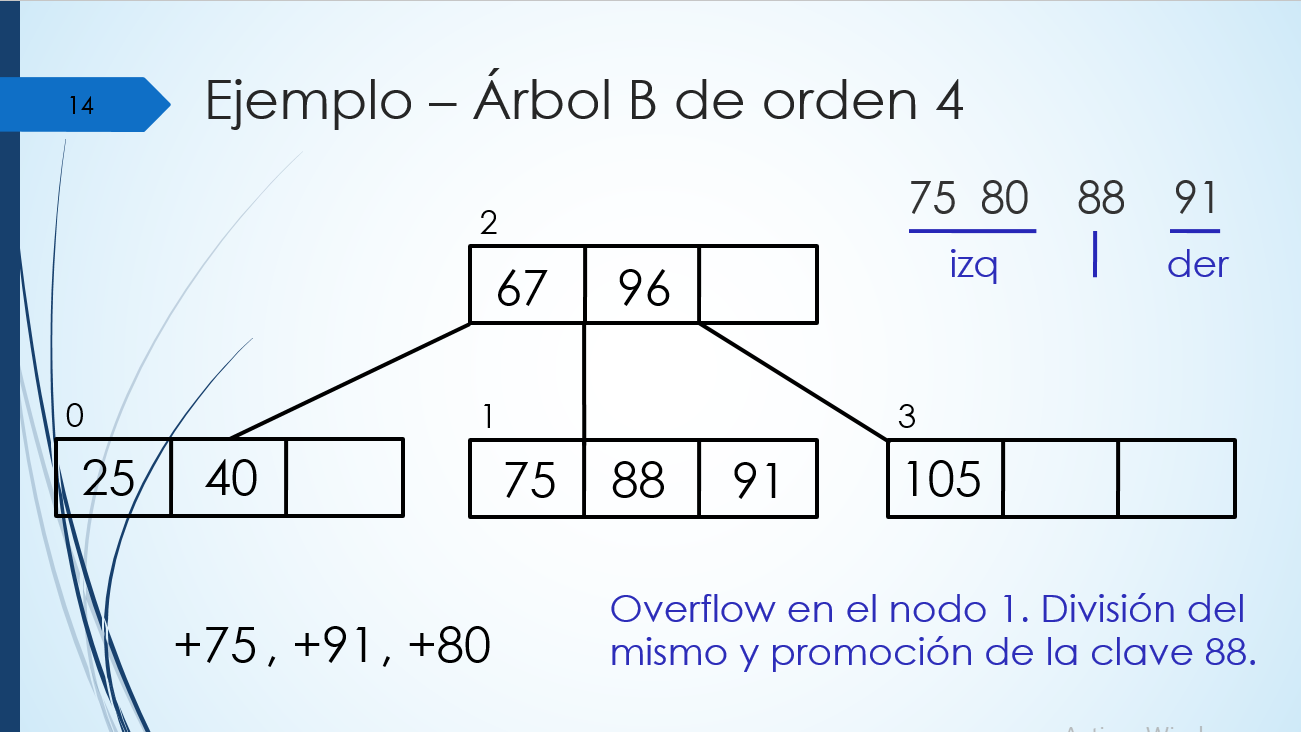 14
Ejemplo – Árbol B de orden 4
75 80 88 91
izq der
2
67 96
0 1 3
25 40 75 88 91 105
+75 , +91, +80
Overflow en el nodo 1. División del
mismo y promoción de la clave 88.